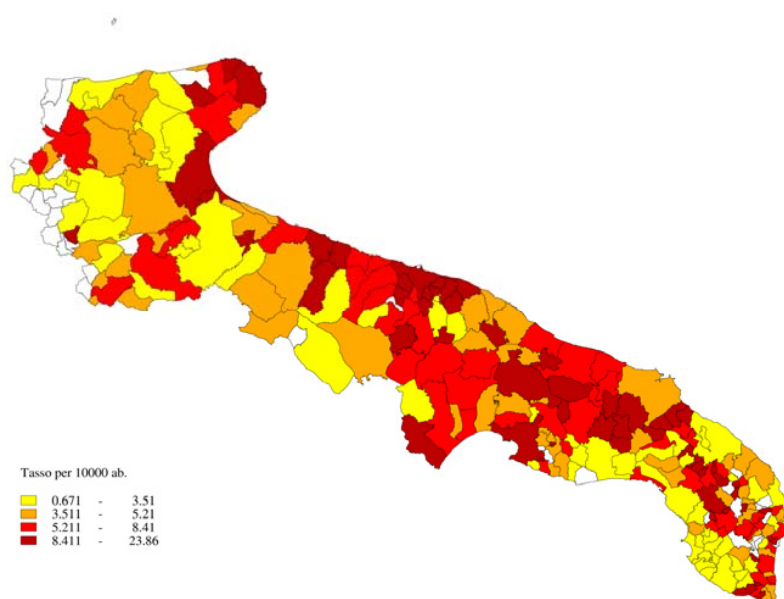 Tasso per 10000 ab.
0.671 - 3.51
3.511 - 5.21
5.211 - 8.41
8.411 - 23.86